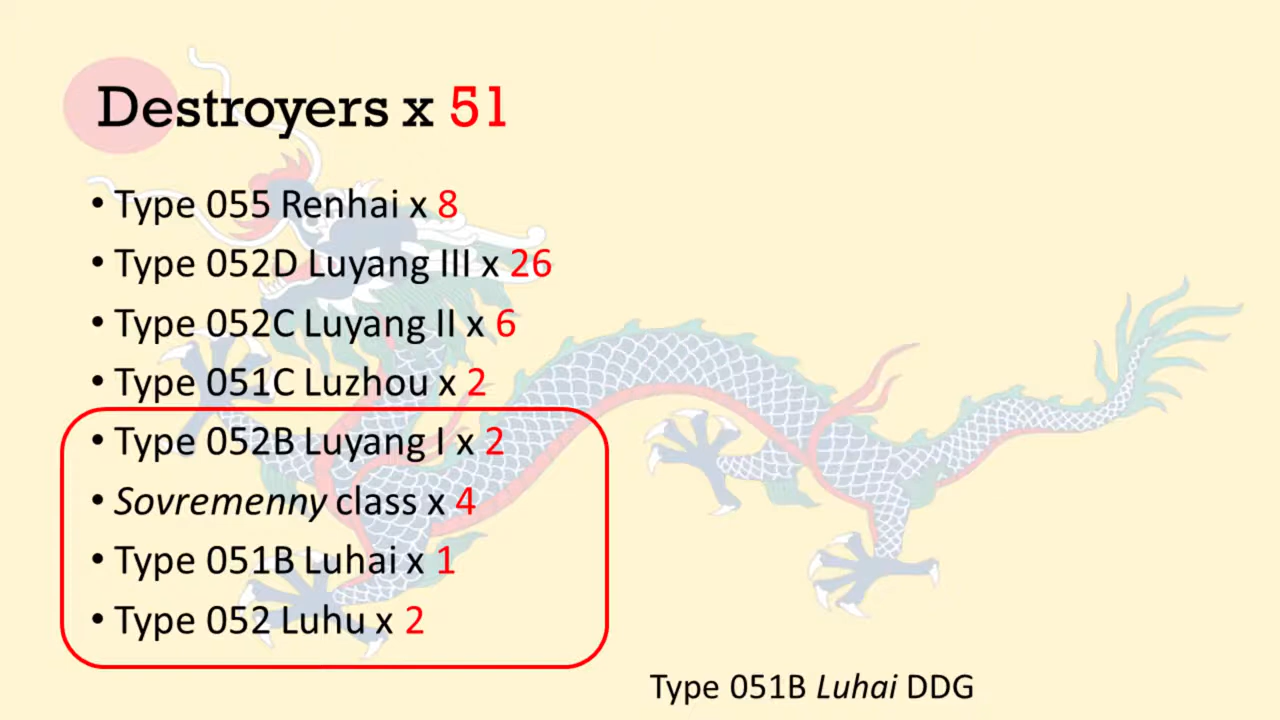 Destroyers x 51
• Type 055 Renhai x 8
• Type 052D Luyang III x 26
• Type 052C Luyang II x 6
• Type 051C Luzhou x 2
• Type 052B Luyang I x 2
• Sovremenny class x 4
• Type 051B Luhai x 1
• Type 052 Luhu x 2
Type 051B Luhai DDG